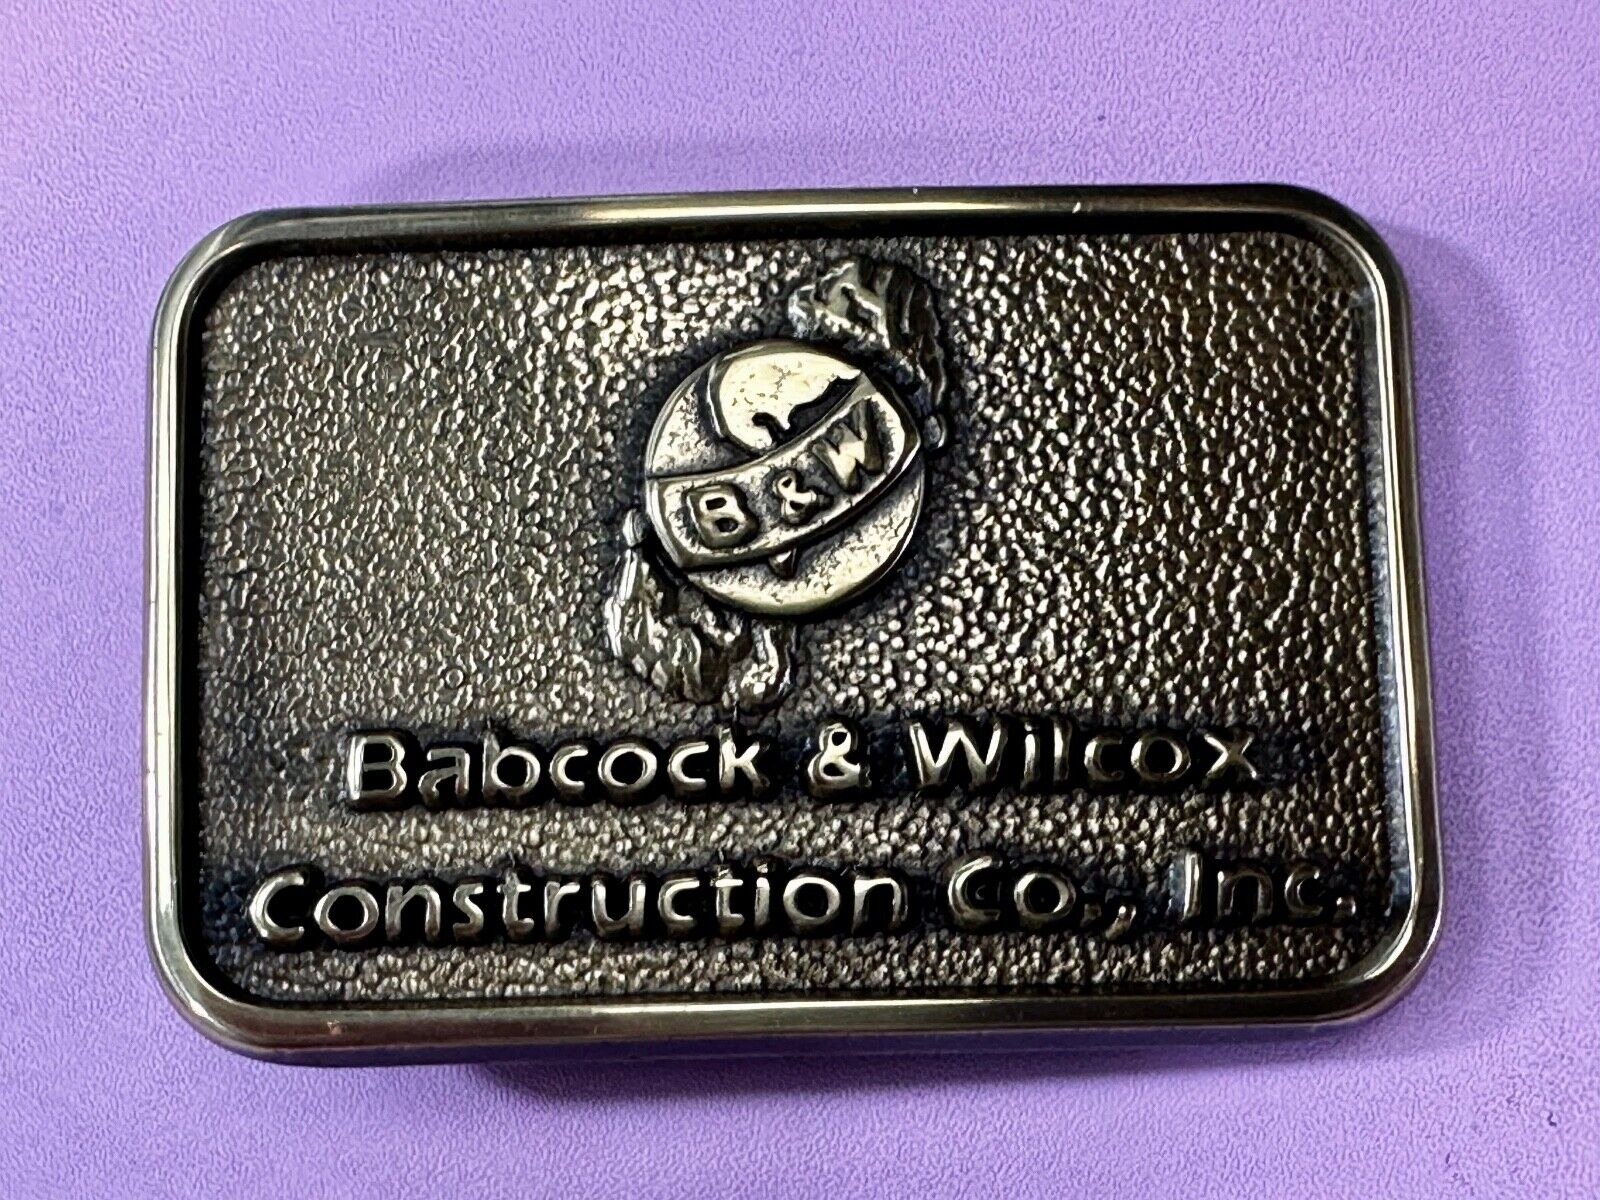 B & W
Babcock & Wilcox
Construction Co., Inc.